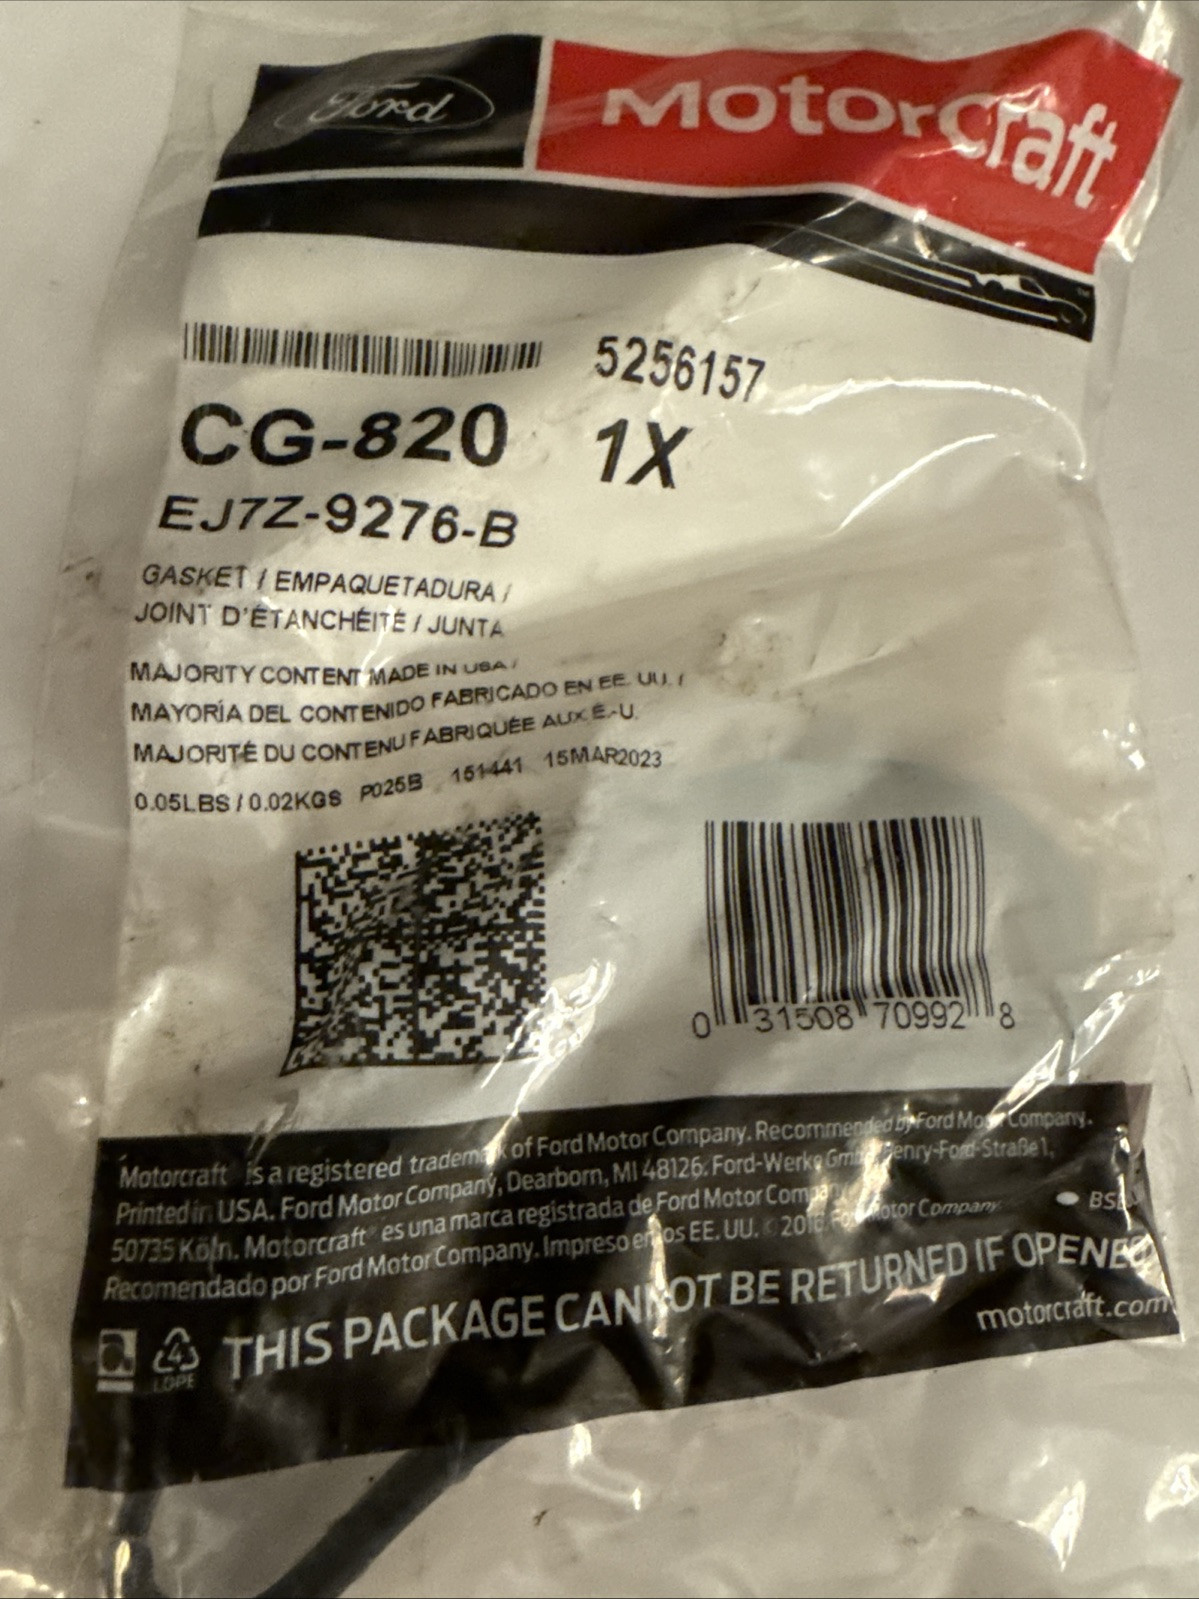 Ford
MotorCraft
TM
5256157
CG-820
1X
EJ7Z-9276-B
GASKET / EMPAQUETADURA /
JOINT D'ÉTANCHÉITÉ / JUNTA
MAJORITY CONTENT MADE IN USA /
MAYORÍA DEL CONTENIDO FABRICADO EN EE. UU. /
MAJORITÉ DU CONTENU FABRIQUÉE AUX É.-U.
0.05LBS / 0.02KGS P025B 151441 15MAR2023
0 31508 70992 8
Motorcraft is a registered trademark of Ford Motor Company. Recommended by Ford Motor Company.
Printed in USA. Ford Motor Company, Dearborn, MI 48126. Ford-Werke GmbH, Henry-Ford-Straße 1,
50735 Köln. Motorcraft® es una marca registrada de Ford Motor Company
Recomendado por Ford Motor Company. Impreso en los EE. UU. © Ford Motor Company
4
LDPE
THIS PACKAGE CANNOT BE RETURNED IF OPENED
motorcraft.com